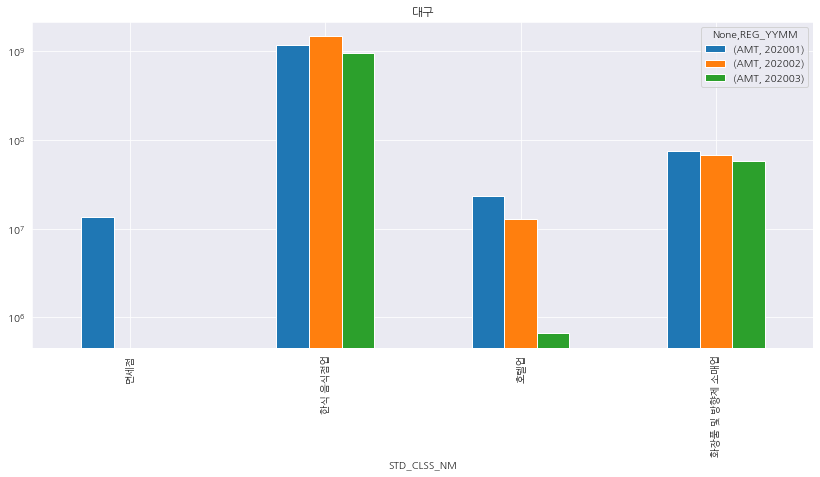 대구
None,REG_YYMM
(AMT, 202001)
(AMT, 202002)
(AMT, 202003)
10⁹
10⁸
10⁷
10⁶
면세점
한식 음식점업
호텔업
화장품 및 방향제 소매업
STD_CLSS_NM